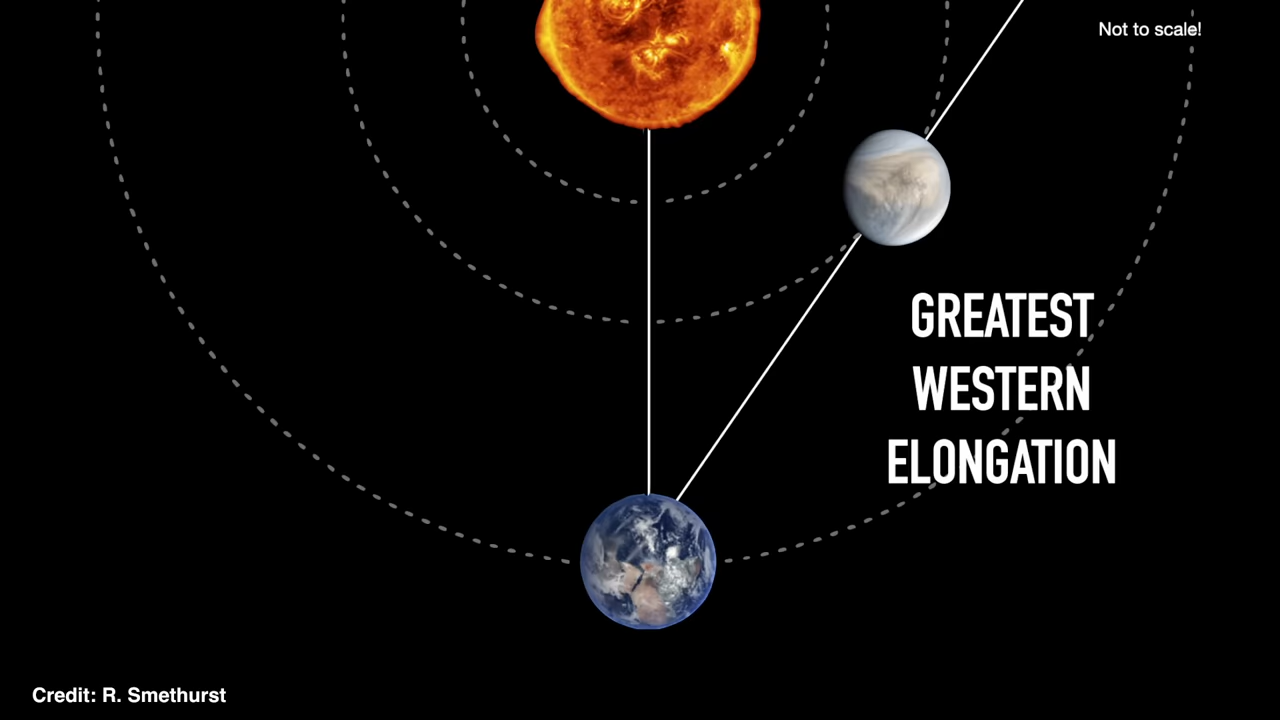 Not to scale!
GREATEST
WESTERN
ELONGATION
Credit: R. Smethurst